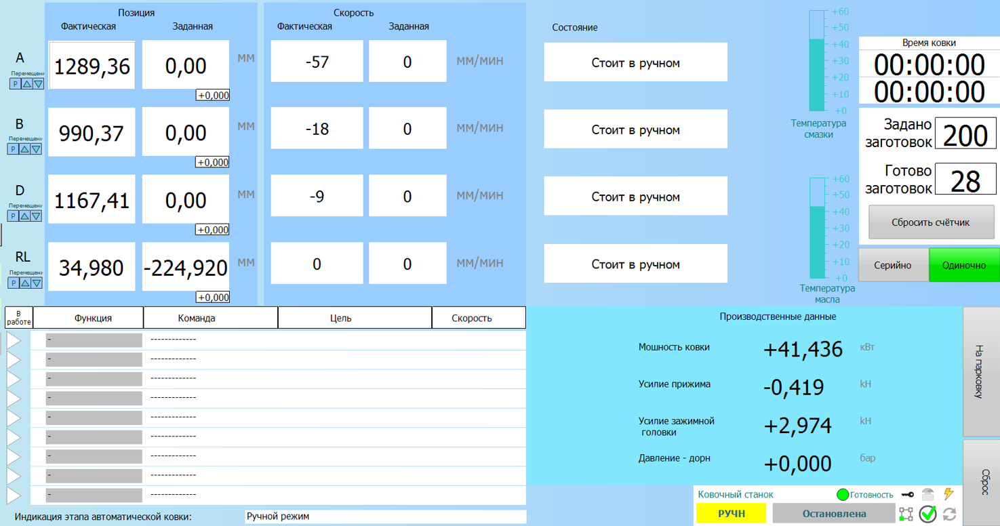 Позиция
Скорость
Фактическая Заданная Фактическая Заданная
Состояние
A
Перемещени
P
1289,36 0,00 мм -57 0 мм/мин Стоит в ручном
+0,000
B
Перемещени
P
990,37 0,00 мм -18 0 мм/мин Стоит в ручном
+0,000
D
Перемещени
P
1167,41 0,00 мм -9 0 мм/мин Стоит в ручном
+0,000
RL
Перемещени
P
34,980 -224,920 мм 0 0 мм/мин Стоит в ручном
+0,000
+60
+50
+40
+30
+20
+10
+0
Температура
смазки
+60
+50
+40
+30
+20
+10
+0
Температура
масла
Время ковки
00:00:00
00:00:00
Задано
заготовок
200
Готово
заготовок
28
Сбросить счётчик
Серийно Одиночно
В
работе
Функция Команда Цель Скорость
- -------------
- -------------
- -------------
- -------------
- -------------
- -------------
- -------------
- -------------
- -------------
Индикация этапа автоматической ковки: Ручной режим
Производственные данные
Мошность ковки +41,436 кВт
Усилие прижима -0,419 kH
Усилие зажимной
головки
+2,974 kH
Давление - дорн +0,000 бар
На парковку
Сброс
Ковочный станок Готовность
РУЧН Остановлена